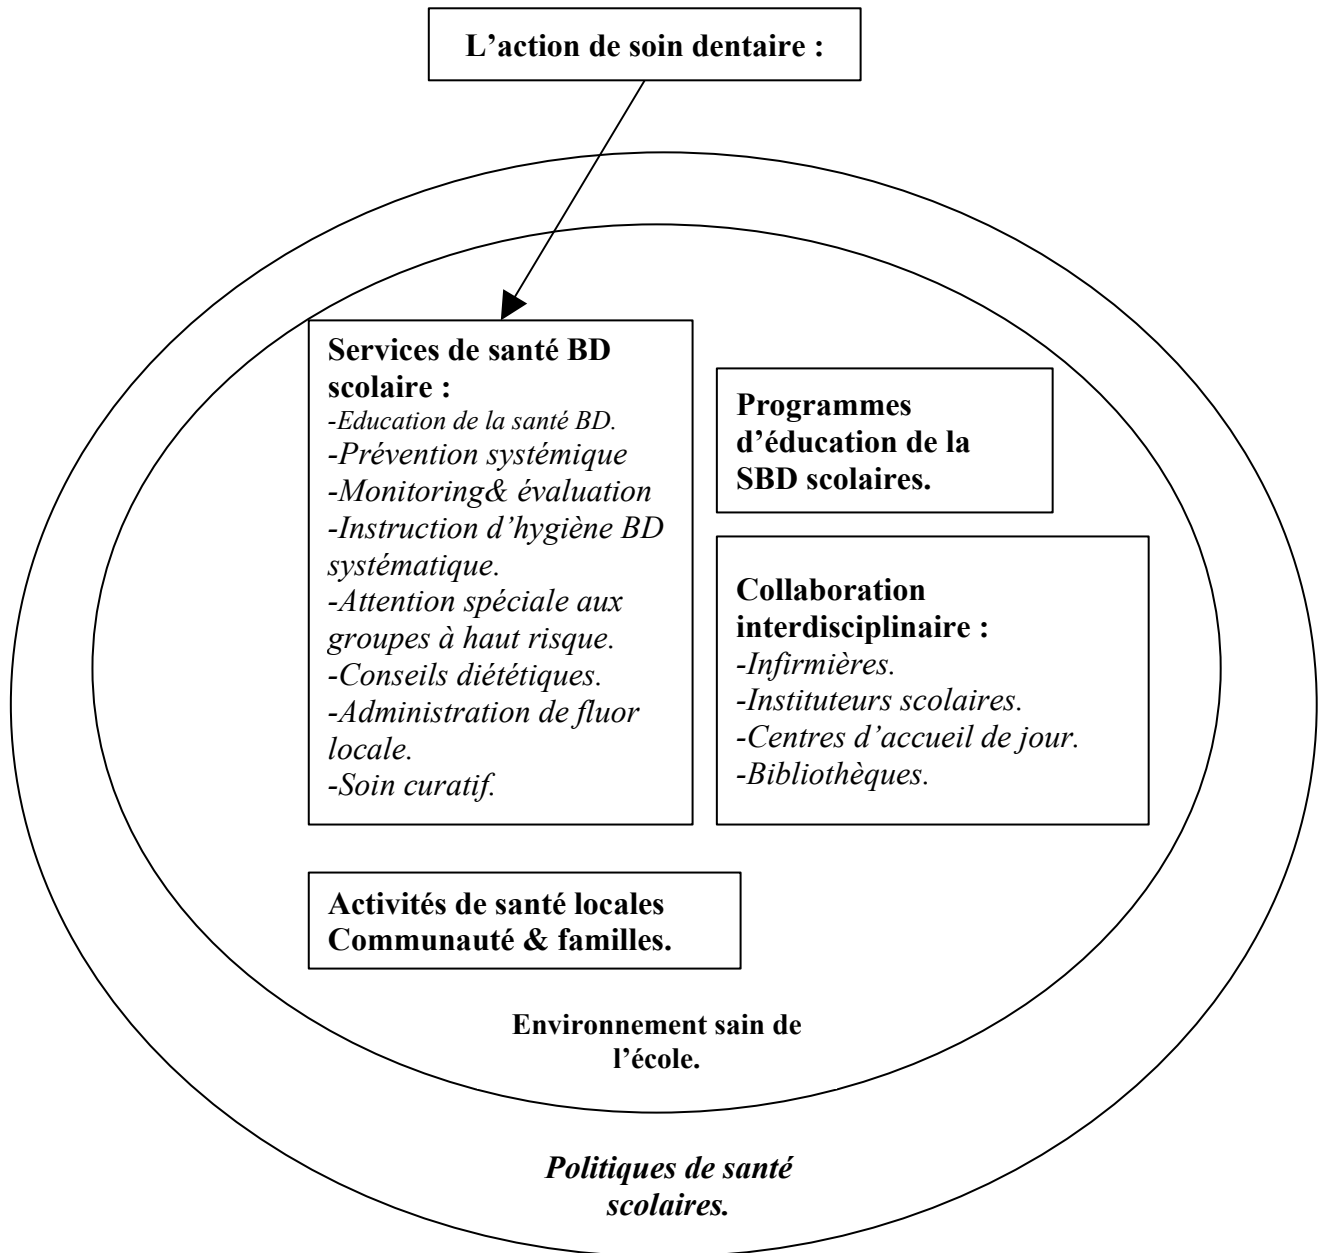 L’action de soin dentaire :
Services de santé BD
scolaire :
-Education de la santé BD.
-Prévention systémique
-Monitoring& évaluation
-Instruction d’hygiène BD
systématique.
-Attention spéciale aux
groupes à haut risque.
-Conseils diététiques.
-Administration de fluor
locale.
-Soin curatif.
Programmes
d’éducation de la
SBD scolaires.
Collaboration
interdisciplinaire :
-Infirmières.
-Instituteurs scolaires.
-Centres d’accueil de jour.
-Bibliothèques.
Activités de santé locales
Communauté & familles.
Environnement sain de
l’école.
Politiques de santé
scolaires.